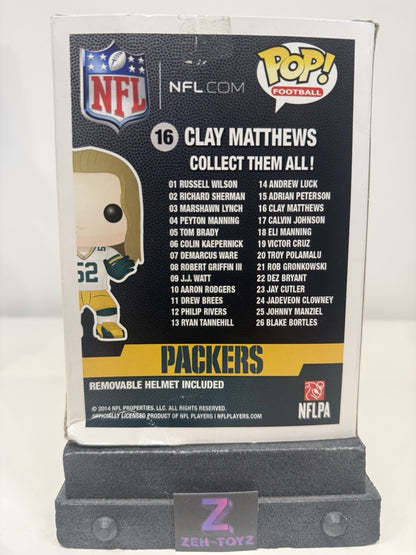 NFL
NFL.COM
POP!
FOOTBALL
16 CLAY MATTHEWS
COLLECT THEM ALL!
01 RUSSELL WILSON
02 RICHARD SHERMAN
03 MARSHAWN LYNCH
04 PEYTON MANNING
05 TOM BRADY
06 COLIN KAEPERNICK
07 DEMARCUS WARE
08 ROBERT GRIFFIN III
09 J.J. WATT
10 AARON RODGERS
11 DREW BREES
12 PHILIP RIVERS
13 RYAN TANNEHILL
14 ANDREW LUCK
15 ADRIAN PETERSON
16 CLAY MATTHEWS
17 CALVIN JOHNSON
18 ELI MANNING
19 VICTOR CRUZ
20 TROY POLAMALU
21 ROB GRONKOWSKI
22 DEZ BRYANT
23 JAY CUTLER
24 JADEVEON CLOWNEY
25 JOHNNY MANZIEL
26 BLAKE BORTLES
52
PACKERS
REMOVABLE HELMET INCLUDED
© 2014 NFL PROPERTIES, LLC. ALL RIGHTS RESERVED.
OFFICIALLY LICENSED PRODUCT OF NFL PLAYERS | NFLPLAYERS.COM
NFLPA
Z
ZEH-TOYZ